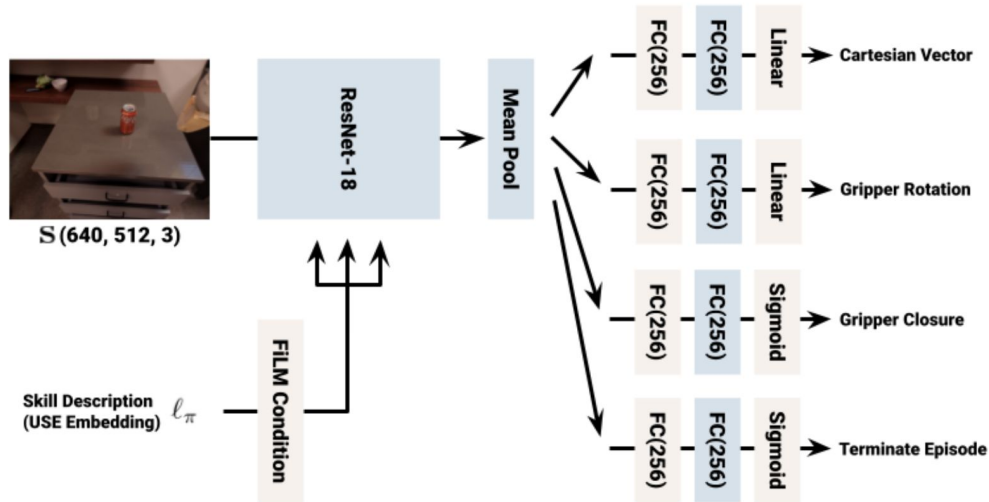 S (640, 512, 3)
ResNet-18
Mean Pool
Skill Description
(USE Embedding) ℓπ
FiLM Condition
FC(256) FC(256) Linear Cartesian Vector
FC(256) FC(256) Linear Gripper Rotation
FC(256) FC(256) Sigmoid Gripper Closure
FC(256) FC(256) Sigmoid Terminate Episode